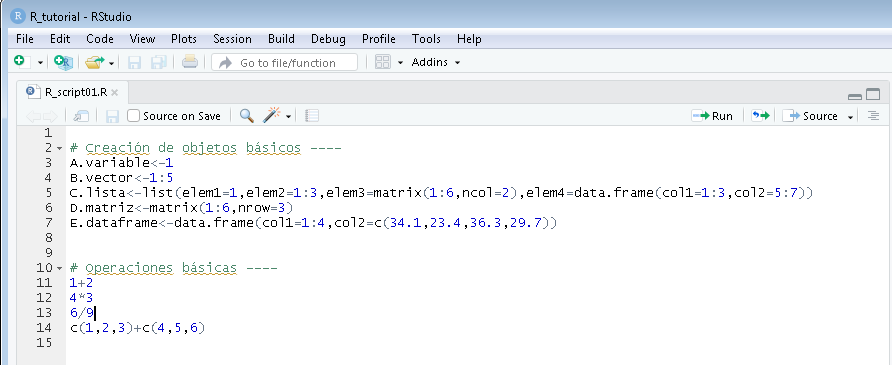 R_tutorial - RStudio
File Edit Code View Plots Session Build Debug Profile Tools Help
Go to file/function Addins
R_script01.R
Source on Save Run Source
1
2 # Creación de objetos básicos ----
3 A.variable<-1
4 B.vector<-1:5
5 C.lista<-list(elem1=1,elem2=1:3,elem3=matrix(1:6,ncol=2),elem4=data.frame(col1=1:3,col2=5:7))
6 D.matriz<-matrix(1:6,nrow=3)
7 E.dataframe<-data.frame(col1=1:4,col2=c(34.1,23.4,36.3,29.7))
8
9
10 # Operaciones básicas ----
11 1+2
12 4*3
13 6/9
14 c(1,2,3)+c(4,5,6)
15